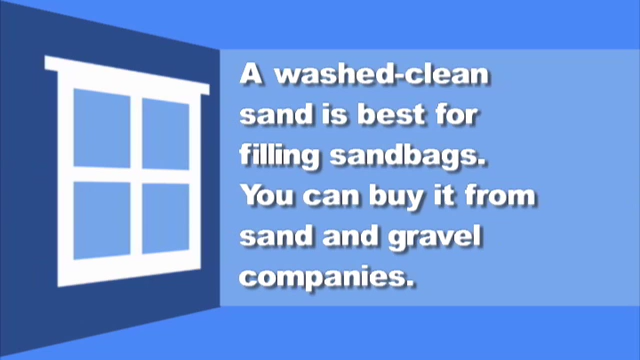 A washed-clean
sand is best for
filling sandbags.
You can buy it from
sand and gravel
companies.